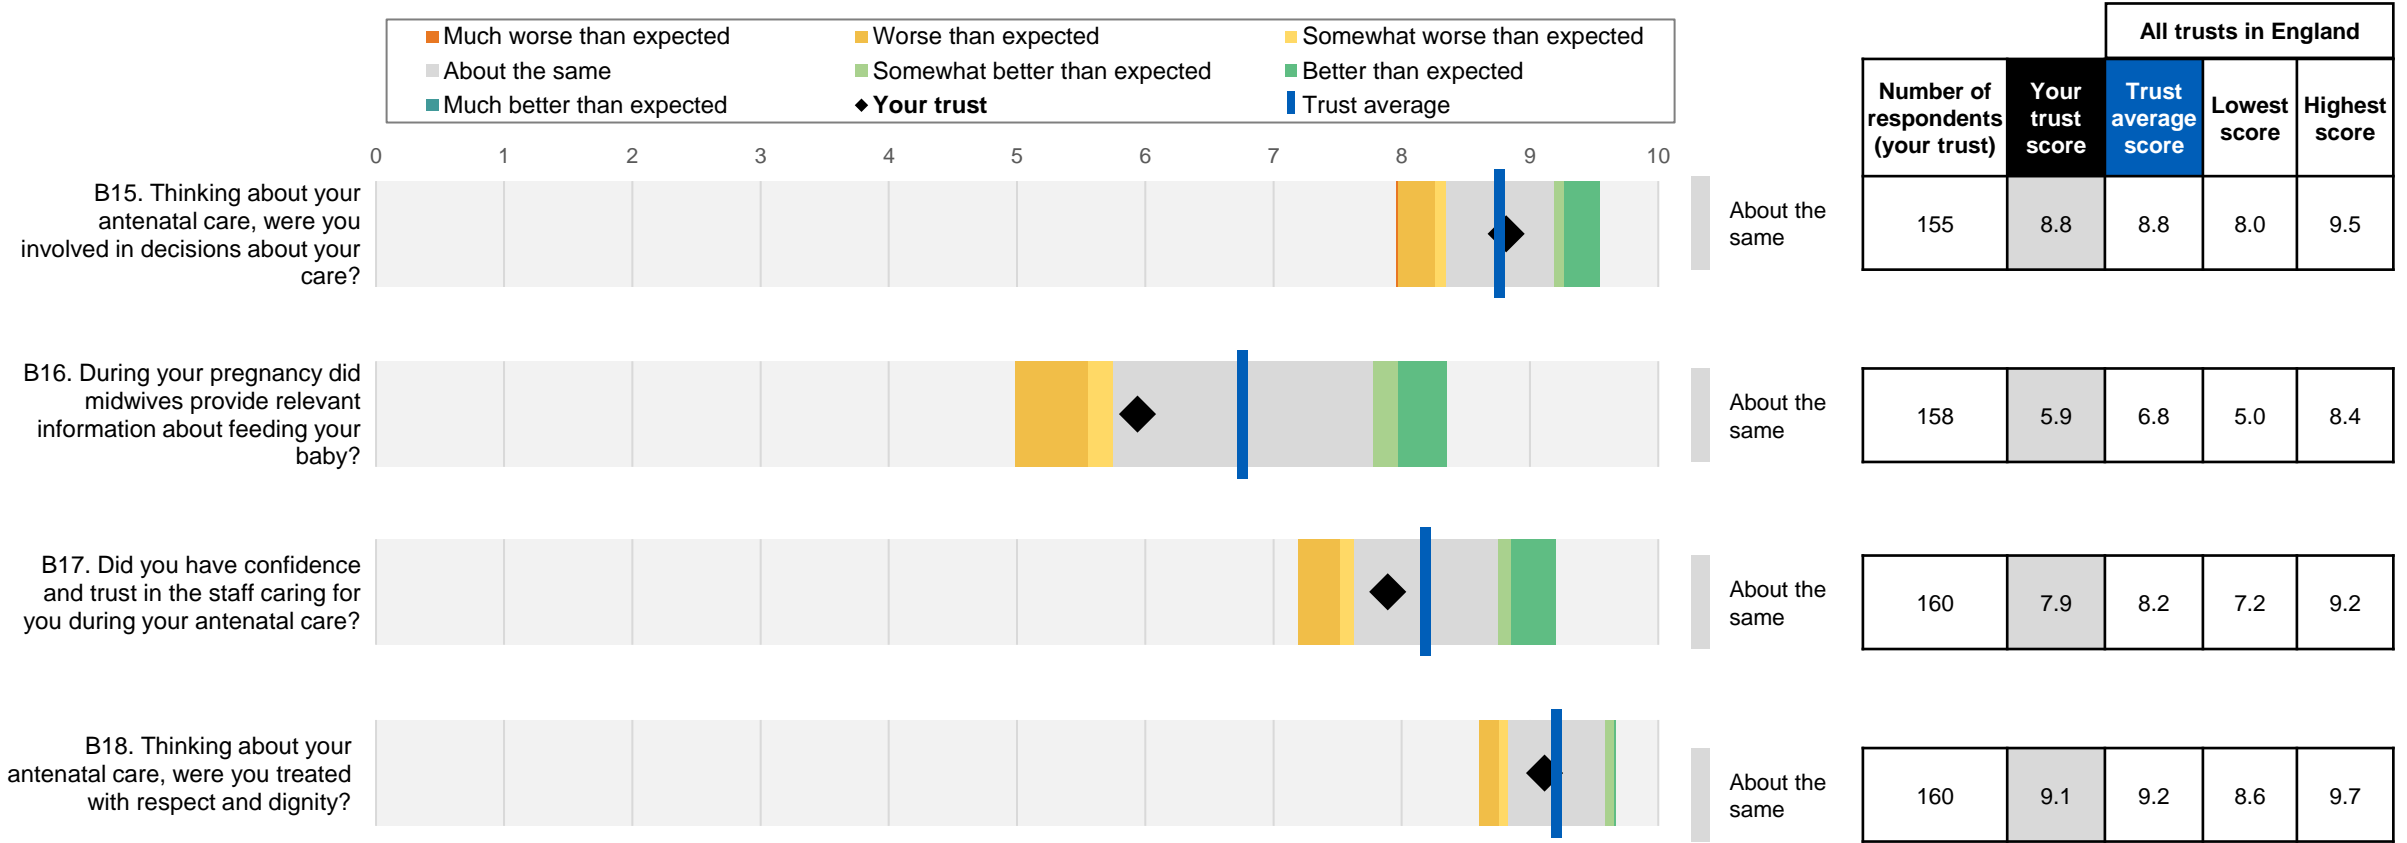 Much worse than expected
Worse than expected
Somewhat worse than expected
About the same
Somewhat better than expected
Better than expected
Much better than expected
Your trust
Trust average
All trusts in England
Number of
respondents
(your trust)
Your
trust
score
Trust
average
score
Lowest
score
Highest
score
0 1 2 3 4 5 6 7 8 9 10
B15. Thinking about your
antenatal care, were you
involved in decisions about your
care?
About the
same
155 8.8 8.8 8.0 9.5
B16. During your pregnancy did
midwives provide relevant
information about feeding your
baby?
About the
same
158 5.9 6.8 5.0 8.4
B17. Did you have confidence
and trust in the staff caring for
you during your antenatal care?
About the
same
160 7.9 8.2 7.2 9.2
B18. Thinking about your
antenatal care, were you treated
with respect and dignity?
About the
same
160 9.1 9.2 8.6 9.7